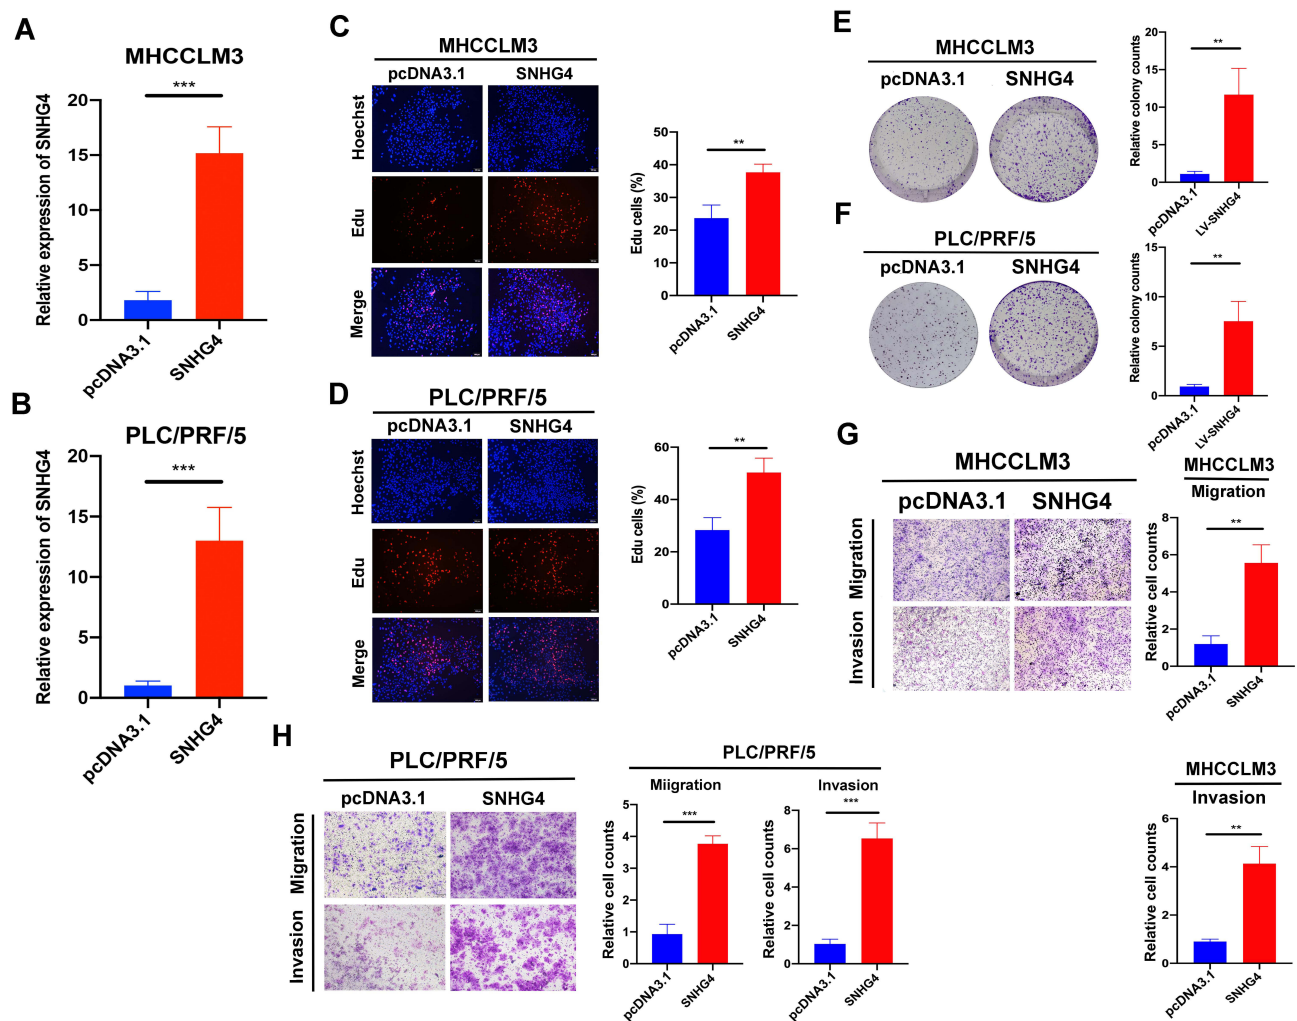 A
MHCCLM3
***
Relative expression of SNHG4
20
15
10
5
0
pcDNA3.1
SNHG4
B
PLC/PRF/5
***
Relative expression of SNHG4
20
15
10
5
0
pcDNA3.1
SNHG4
C
MHCCLM3
pcDNA3.1 SNHG4
Hoechst
Edu
Merge
**
Edu cells (%)
50
40
30
20
10
0
pcDNA3.1
SNHG4
D
PLC/PRF/5
pcDNA3.1 SNHG4
Hoechst
Edu
Merge
**
Edu cells (%)
60
40
20
0
pcDNA3.1
SNHG4
E
MHCCLM3
pcDNA3.1 SNHG4
**
Relative colony counts
20
15
10
5
0
pcDNA3.1
LV-SNHG4
F
PLC/PRF/5
pcDNA3.1 SNHG4
**
Relative colony counts
15
10
5
0
pcDNA3.1
LV-SNHG4
G
MHCCLM3
pcDNA3.1 SNHG4
Migration
Invasion
MHCCLM3
Migration
**
Relative cell counts
8
6
4
2
0
pcDNA3.1
SNHG4
MHCCLM3
Invasion
**
Relative cell counts
6
4
2
0
pcDNA3.1
SNHG4
H
PLC/PRF/5
pcDNA3.1 SNHG4
Migration
Invasion
PLC/PRF/5
Miigration
***
Relative cell counts
5
4
3
2
1
0
pcDNA3.1
SNHG4
Invasion
***
Relative cell counts
8
6
4
2
0
pcDNA3.1
SNHG4